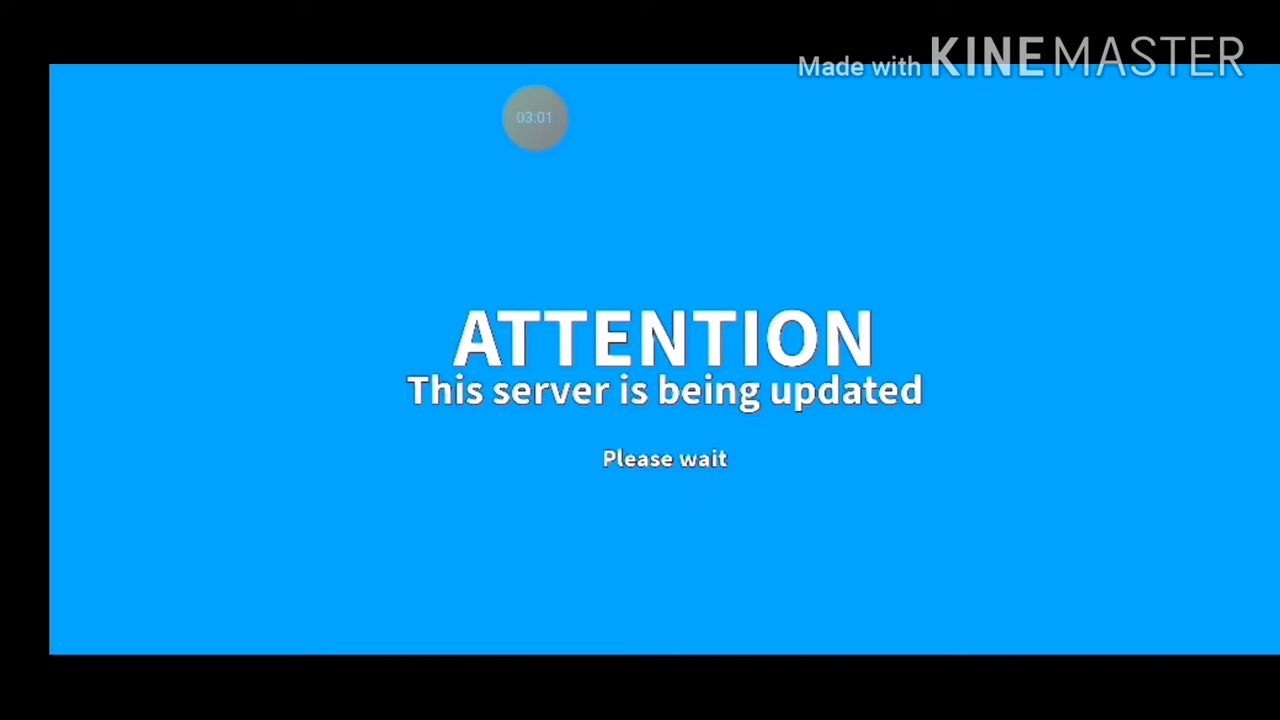 Made with KINEMASTER
03:01
ATTENTION
This server is being updated
Please wait